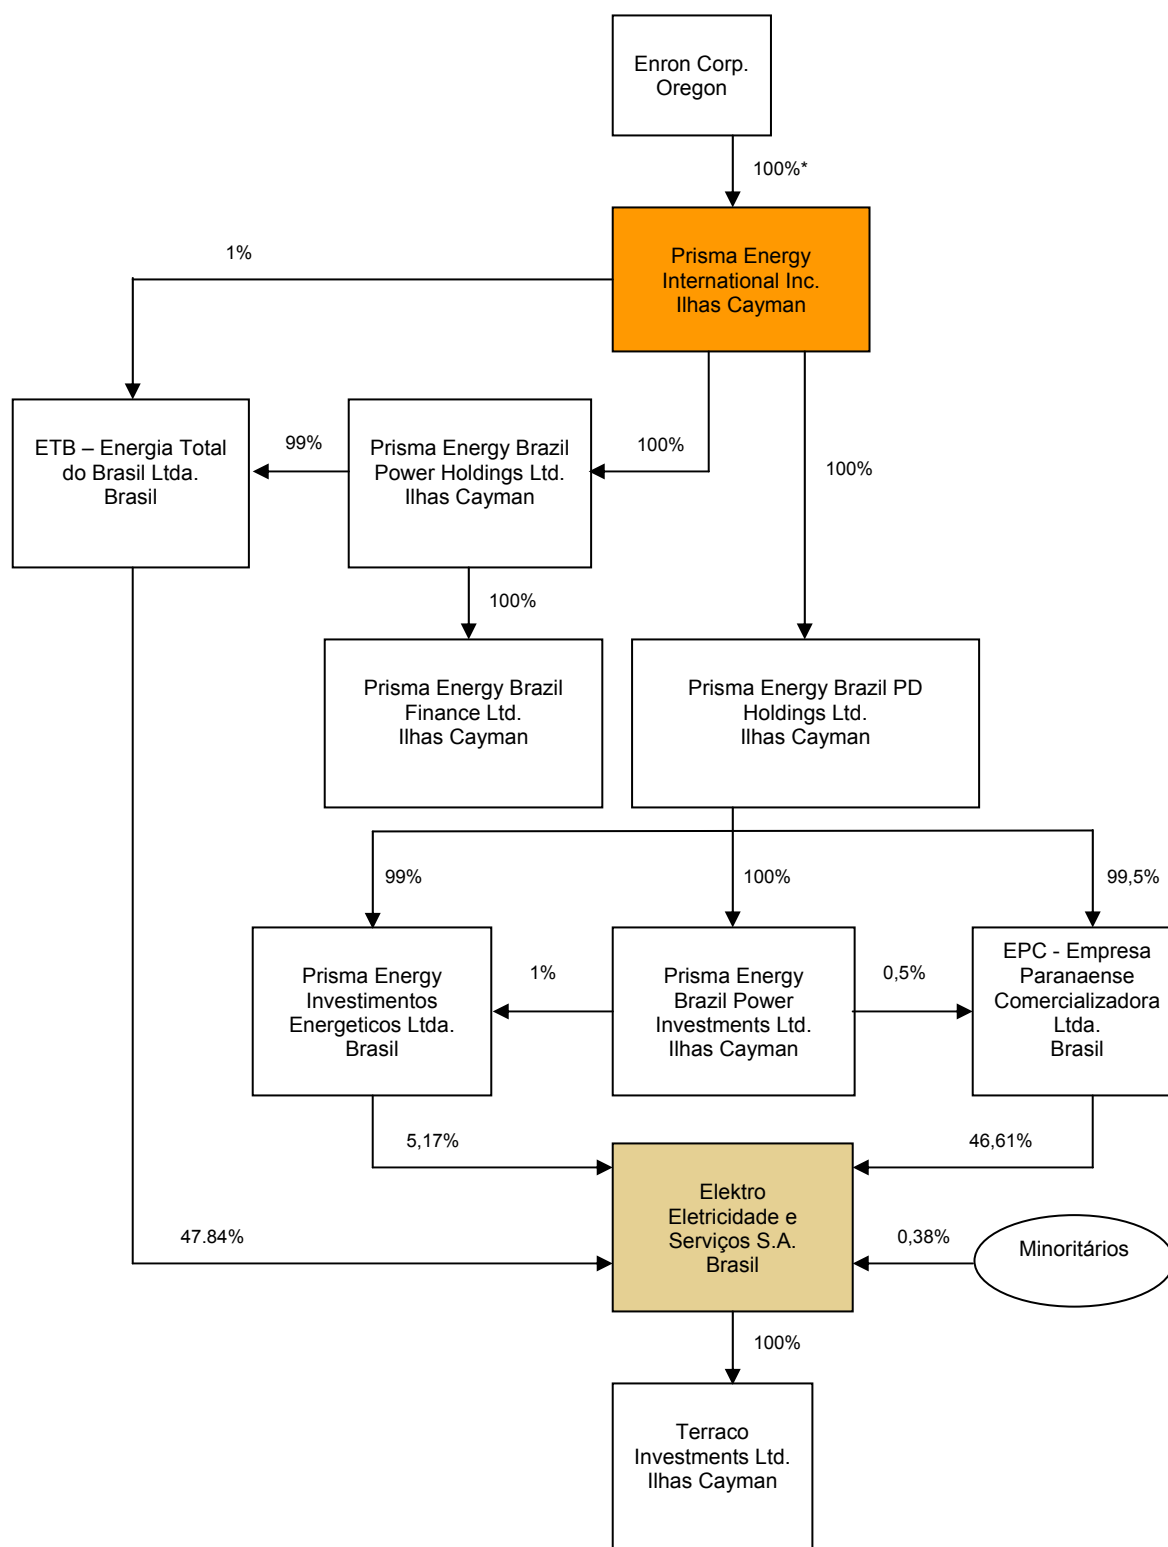 Enron Corp.
Oregon
100%*
Prisma Energy
International Inc.
Ilhas Cayman
1%
ETB – Energia Total
do Brasil Ltda.
Brasil
99%
Prisma Energy Brazil
Power Holdings Ltd.
Ilhas Cayman
100%
100%
100%
Prisma Energy Brazil
Finance Ltd.
Ilhas Cayman
Prisma Energy Brazil PD
Holdings Ltd.
Ilhas Cayman
99%
100%
99,5%
Prisma Energy
Investimentos
Energeticos Ltda.
Brasil
1%
Prisma Energy
Brazil Power
Investments Ltd.
Ilhas Cayman
0,5%
EPC - Empresa
Paranaense
Comercializadora
Ltda.
Brasil
5,17%
46,61%
47.84%
Elektro
Eletricidade e
Serviços S.A.
Brasil
0,38%
Minoritários
100%
Terraco
Investments Ltd.
Ilhas Cayman